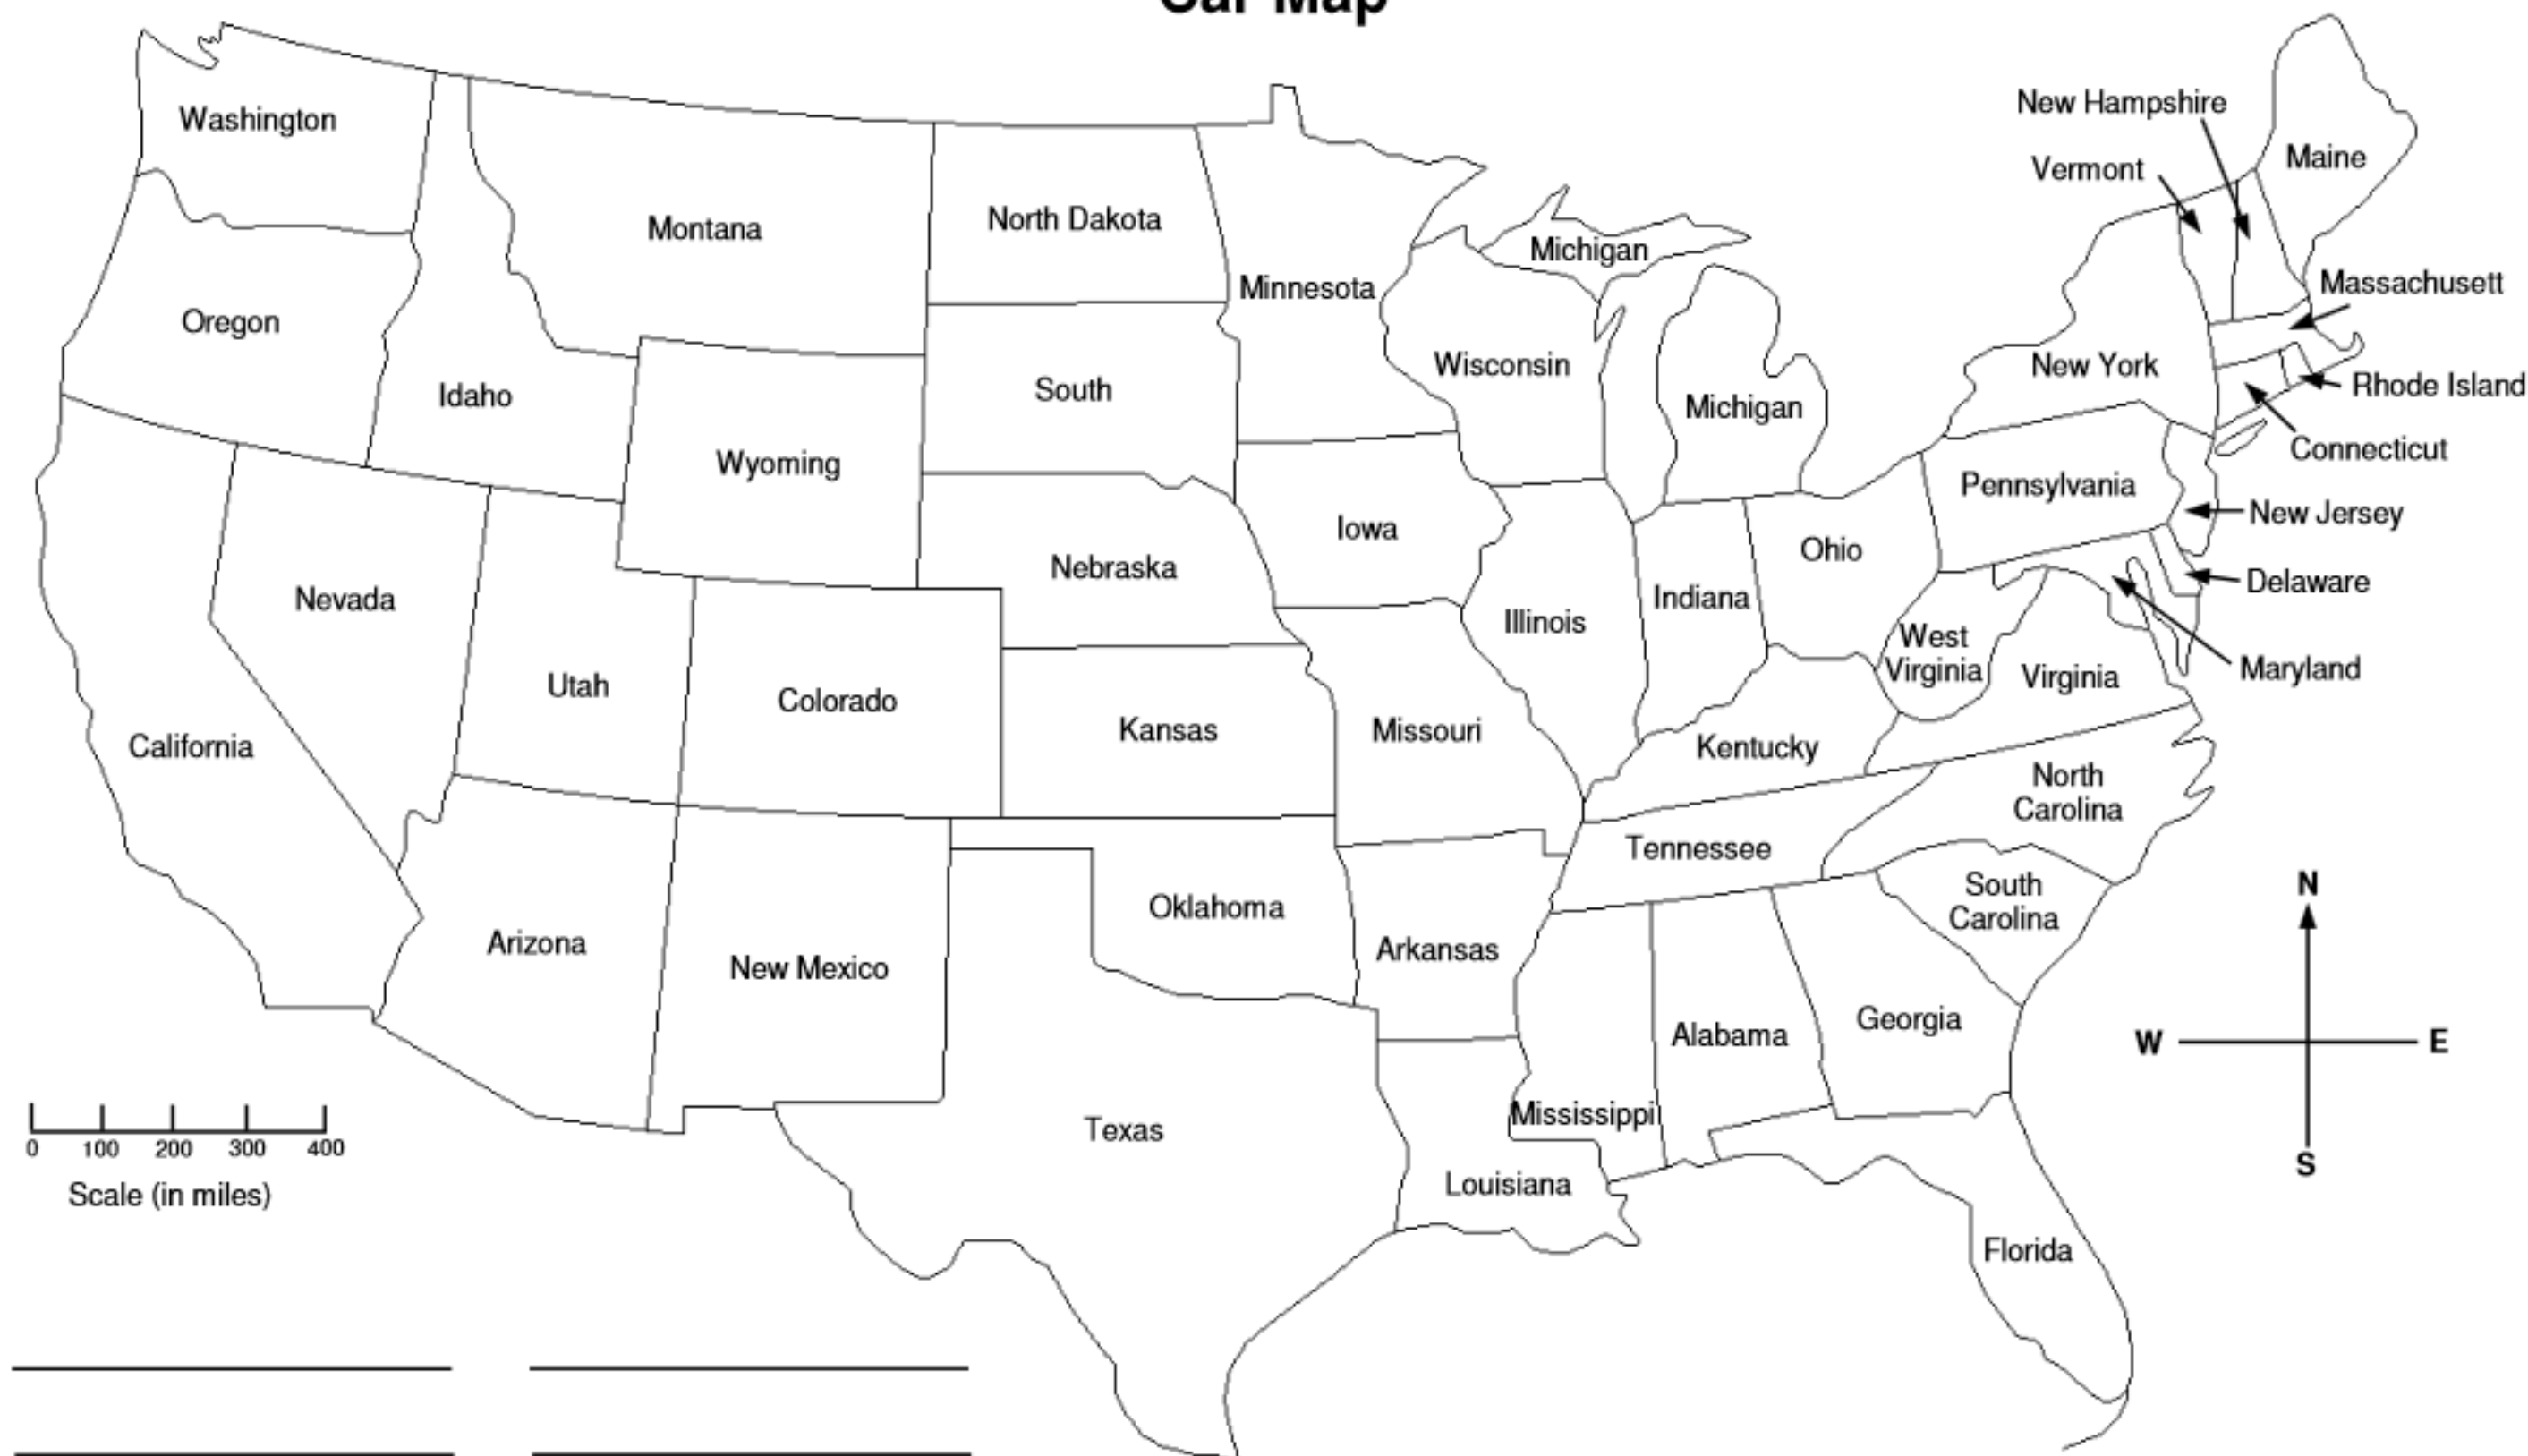 Car Map
Washington
New Hampshire
Vermont
Maine
Montana
North Dakota
Michigan
Minnesota
Massachusett
Oregon
Wisconsin
New York
Rhode Island
Idaho
South
Michigan
Connecticut
Wyoming
Pennsylvania
New Jersey
Iowa
Ohio
Nebraska
Delaware
Nevada
Indiana
Illinois
West
Virginia
Maryland
Virginia
Utah
Colorado
Kansas
Missouri
California
Kentucky
North
Carolina
Tennessee
South
Carolina
N
Oklahoma
Arizona
Arkansas
New Mexico
Georgia
Alabama
W
E
Mississippi
Texas
0 100 200 300 400
S
Louisiana
Scale (in miles)
Florida